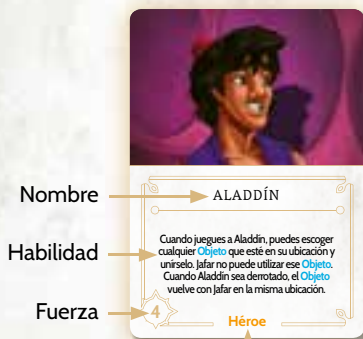 Nombre
ALADDÍN
Habilidad
Cuando juegues a Aladdín, puedes escoger
cualquier Objeto que esté en su ubicación y
unírselo. Jafar no puede utilizar ese Objeto.
Cuando Aladdín sea derrotado, el Objeto
vuelve con Jafar en la misma ubicación.
Fuerza
4
Héroe